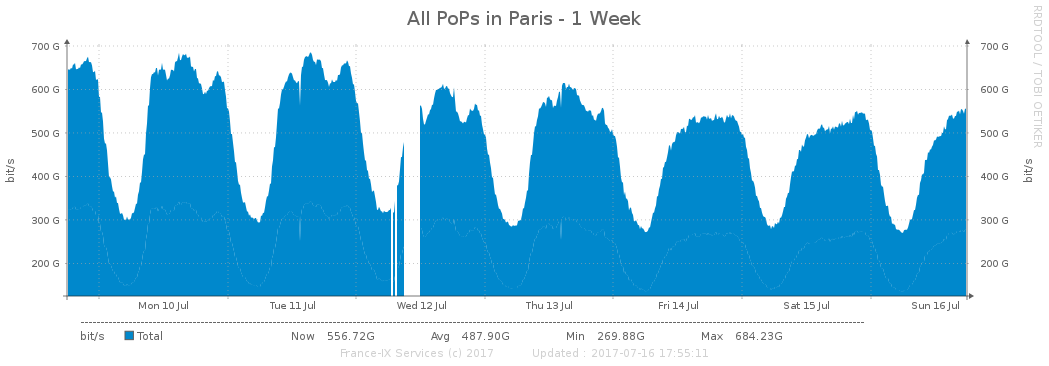 All PoPs in Paris - 1 Week
RRDTOOL / TOBI OETIKER
700 G 700 G
600 G 600 G
500 G 500 G
400 G 400 G
300 G 300 G
200 G 200 G
bit/s bit/s
Mon 10 Jul Tue 11 Jul Wed 12 Jul Thu 13 Jul Fri 14 Jul Sat 15 Jul Sun 16 Jul
bit/s Total Now 556.72G Avg 487.90G Min 269.88G Max 684.23G
France-IX Services (c) 2017 Updated : 2017-07-16 17:55:11